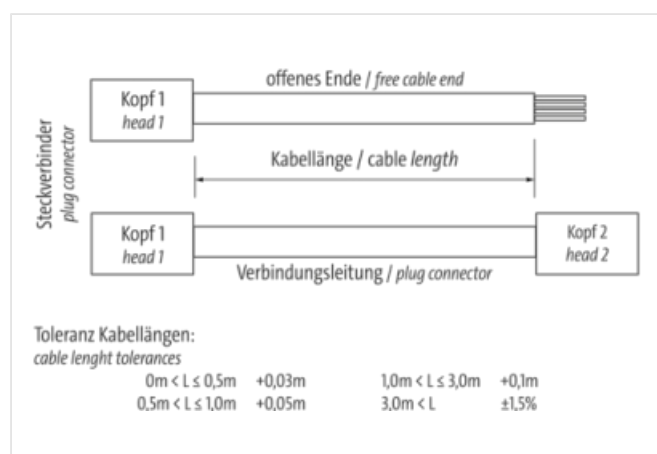 offenes Ende / free cable end
Kopf 1
head 1
Steckverbinder
plug connector
Kabellänge / cable length
Kopf 1
head 1
Kopf 2
head 2
Verbindungsleitung / plug connector
Toleranz Kabellängen:
cable lenght tolerances
0m < L ≤ 0,5m +0,03m 1,0m < L ≤ 3,0m +0,1m
0,5m < L ≤ 1,0m +0,05m 3,0m < L ±1,5%